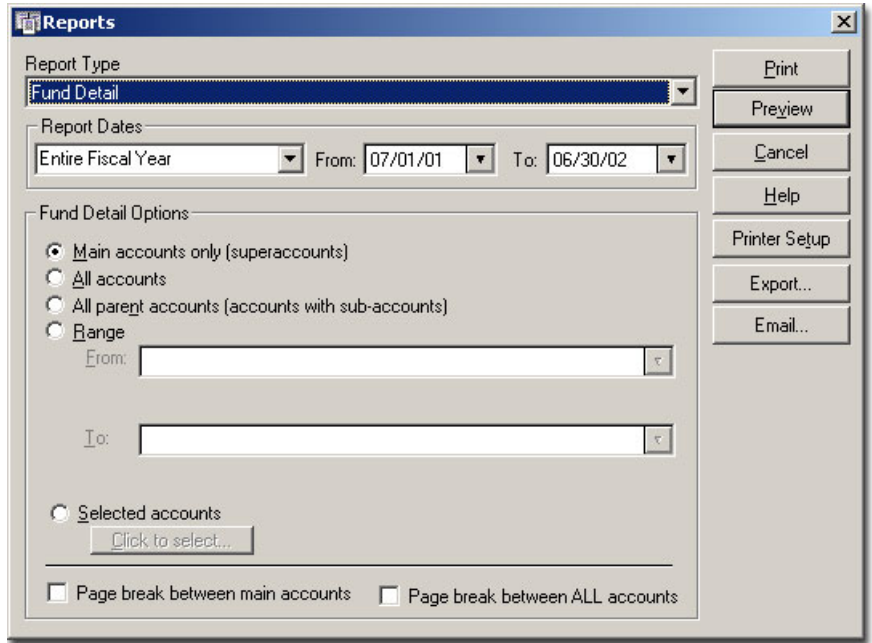 Reports
Report Type
Fund Detail
Report Dates
Entire Fiscal Year From: 07/01/01 To: 06/30/02
Fund Detail Options
Main accounts only (superaccounts)
All accounts
All parent accounts (accounts with sub-accounts)
Range
From:
To:
Selected accounts
Click to select...
Page break between main accounts Page break between ALL accounts
Print
Preview
Cancel
Help
Printer Setup
Export...
Email...